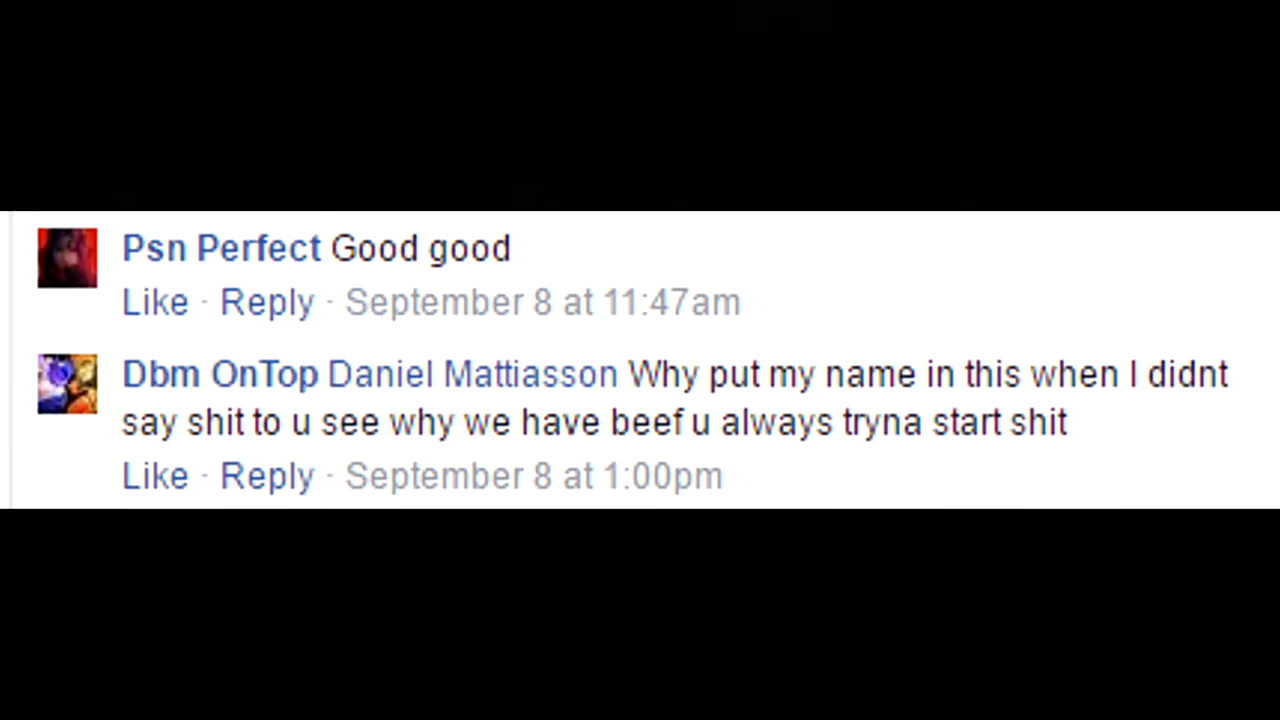 Psn Perfect Good good
Like · Reply · September 8 at 11:47am
Dbm OnTop Daniel Mattiasson Why put my name in this when I didnt
say shit to u see why we have beef u always tryna start shit
Like · Reply · September 8 at 1:00pm